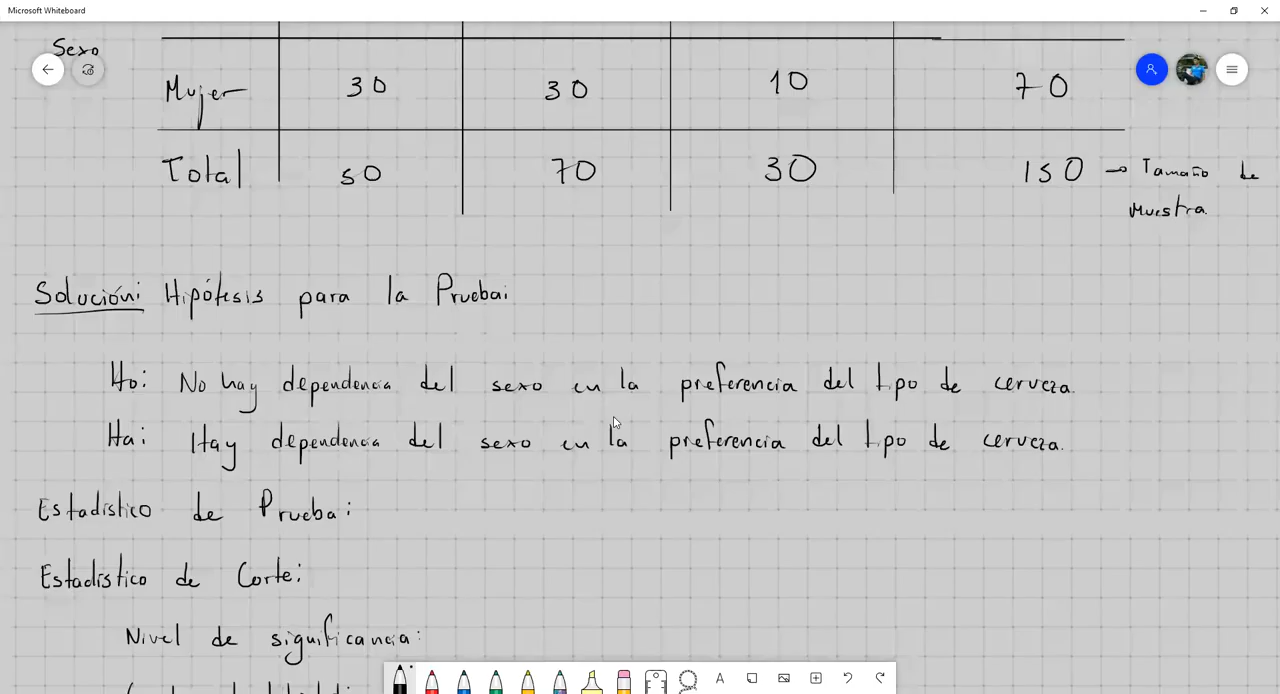 Microsoft Whiteboard
Sexo
Mujer 30 30 10 70
Total 50 70 30 150 → Tamaño de
Muestra.
Solución: Hipótesis para la Prueba:
Ho: No hay dependencia del sexo en la preferencia del tipo de cerveza.
Ha: Hay dependencia del sexo en la preferencia del tipo de cerveza.
Estadístico de Prueba:
Estadístico de Corte:
Nivel de significancia: